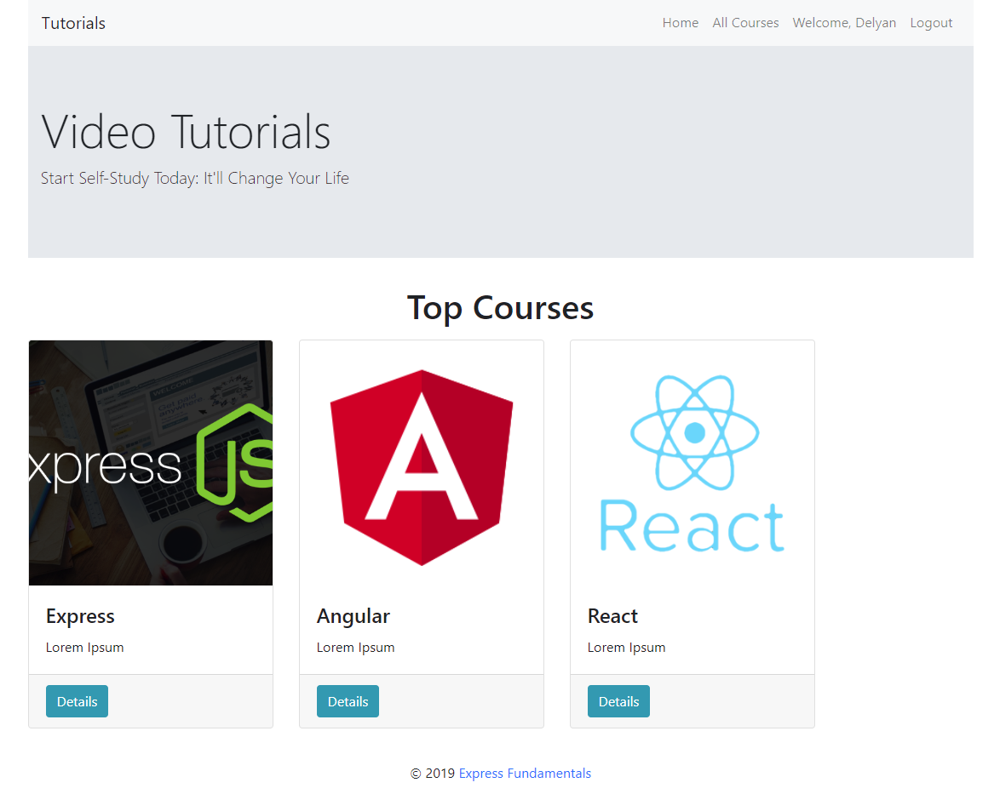 Tutorials
Home All Courses Welcome, Delyan Logout
Video Tutorials
Start Self-Study Today: It'll Change Your Life
Top Courses
xpress JS
React
Express
Lorem Ipsum
Details
Angular
Lorem Ipsum
Details
React
Lorem Ipsum
Details
© 2019 Express Fundamentals